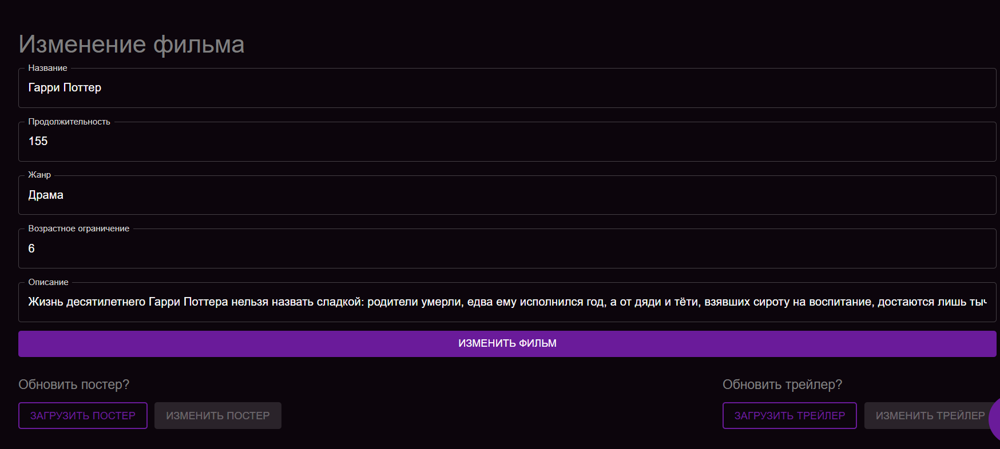 Изменение фильма
Название
Гарри Поттер
Продолжительность
155
Жанр
Драма
Возрастное ограничение
6
Описание
Жизнь десятилетнего Гарри Поттера нельзя назвать сладкой: родители умерли, едва ему исполнился год, а от дяди и тёти, взявших сироту на воспитание, достаются лишь
ИЗМЕНИТЬ ФИЛЬМ
Обновить постер? Обновить трейлер?
ЗАГРУЗИТЬ ПОСТЕР ИЗМЕНИТЬ ПОСТЕР ЗАГРУЗИТЬ ТРЕЙЛЕР ИЗМЕНИТЬ ТРЕЙЛЕР